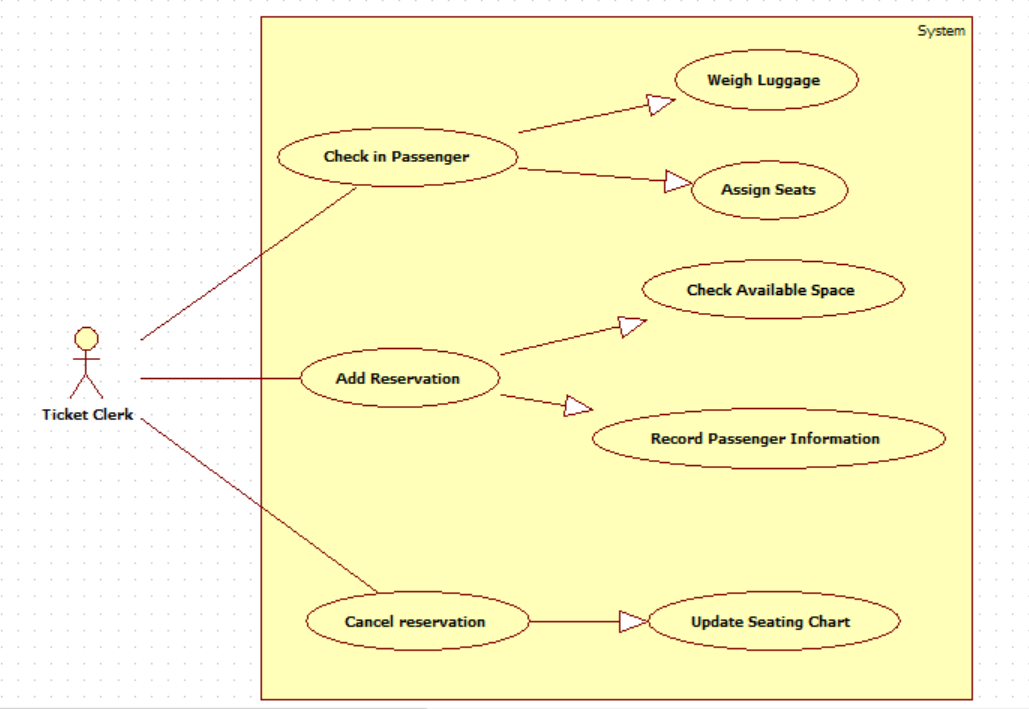 System
Weigh Luggage
Check in Passenger
Assign Seats
Check Available Space
Add Reservation
Ticket Clerk
Record Passenger Information
Cancel reservation
Update Seating Chart